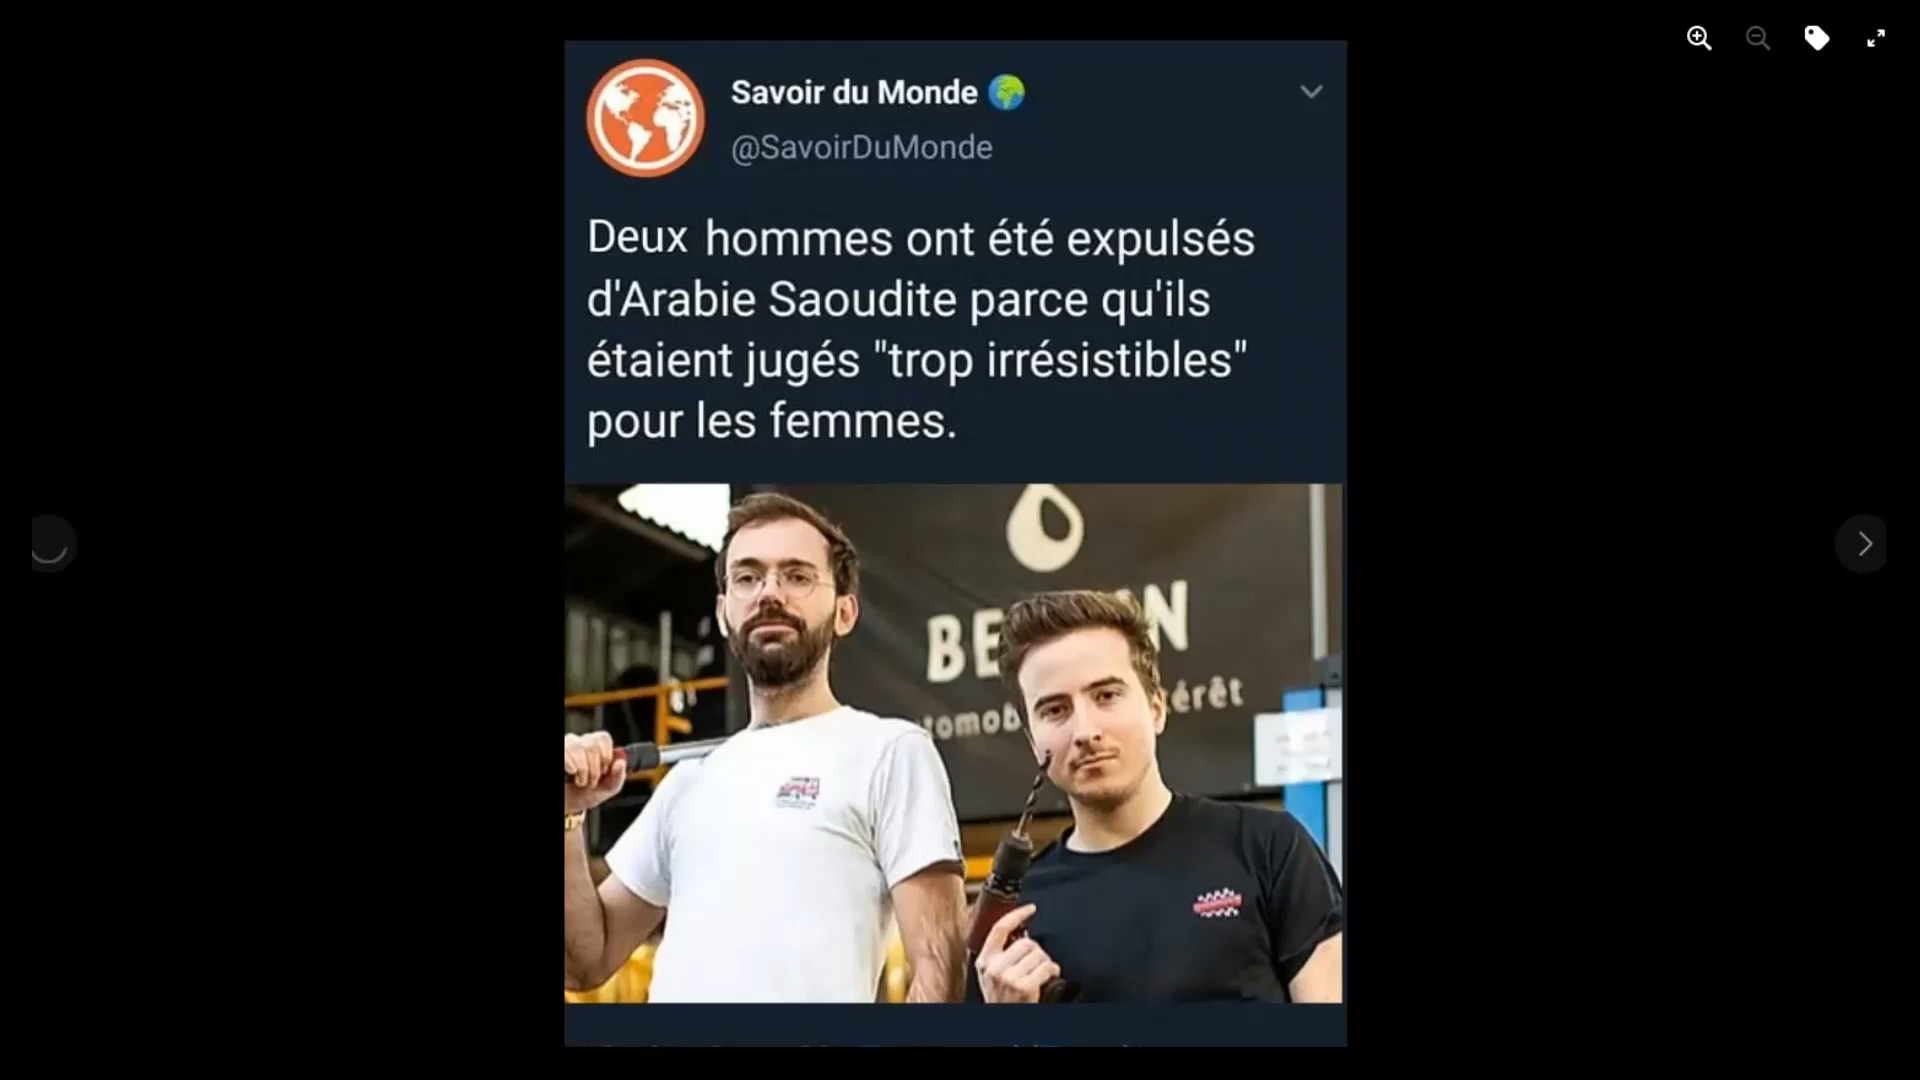 Savoir du Monde
@SavoirDuMonde
Deux hommes ont été expulsés
d'Arabie Saoudite parce qu'ils
étaient jugés "trop irrésistibles"
pour les femmes.